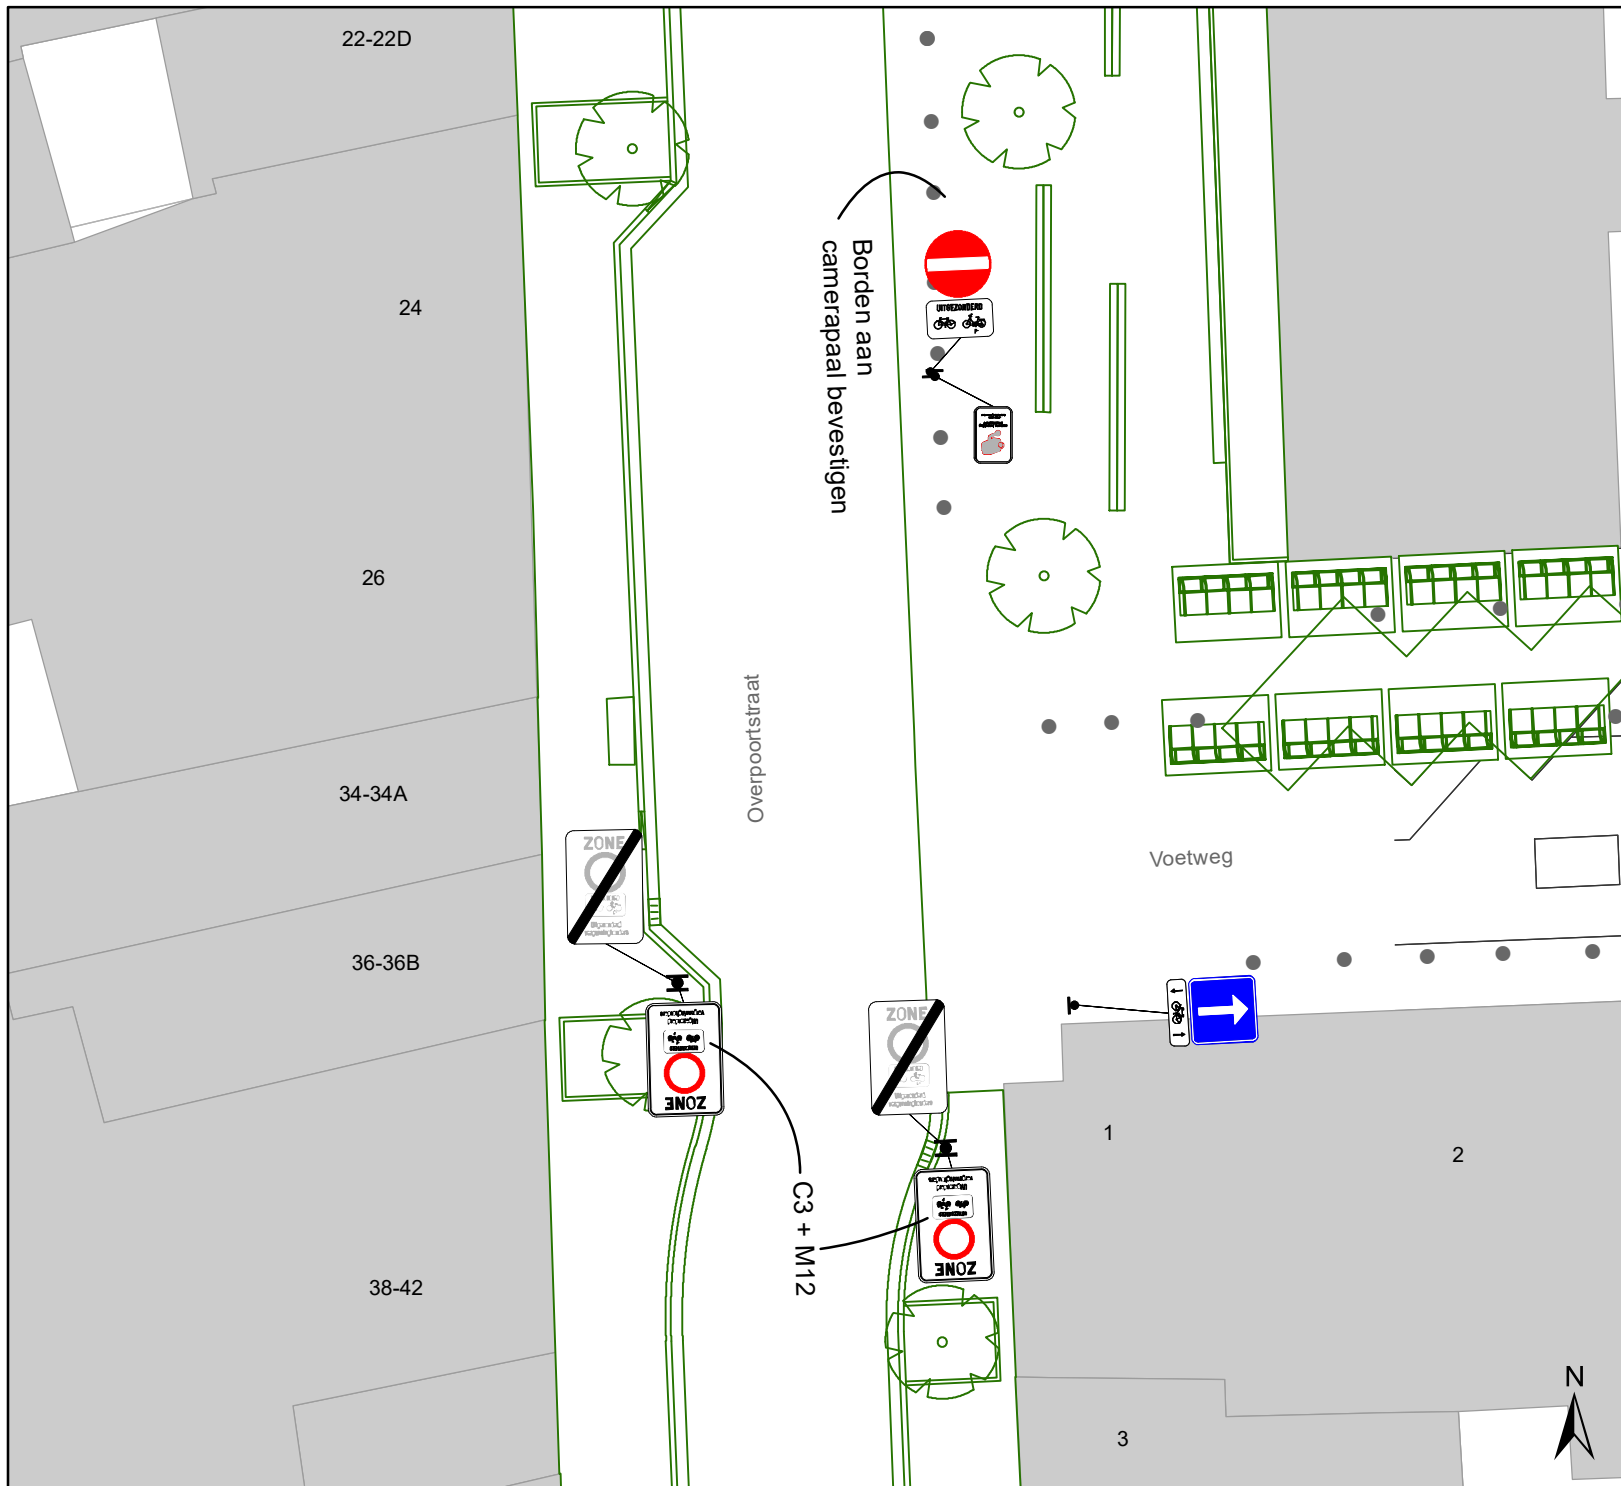 22-22D
24
Borden aan
camerapaal bevestigen
UITGEZONDERD
26
34-34A
Overpoortstraat
Voetweg
ZONE
36-36B
ZONE
ZONE
C3 + M12
ZONE
1
2
38-42
3
N